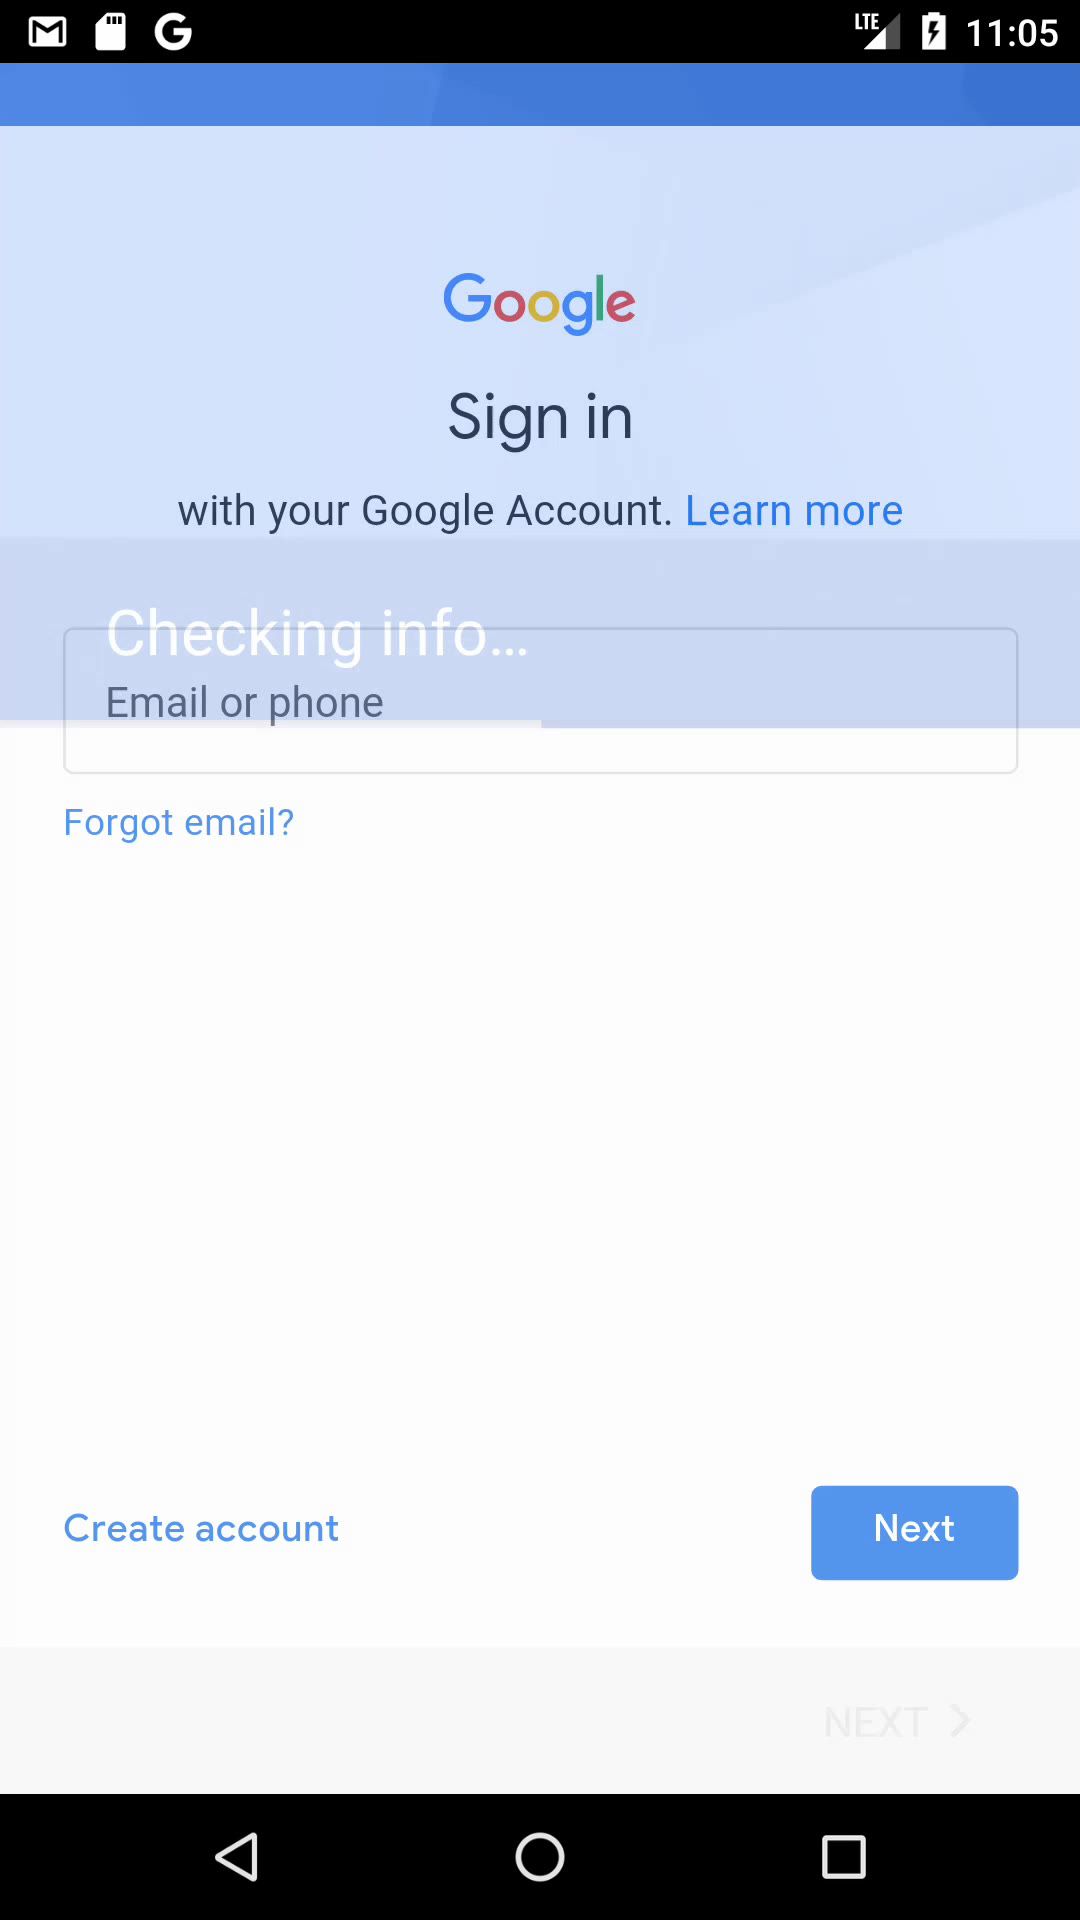 LTE 11:05
Google
Sign in
with your Google Account. Learn more
Checking info...
Email or phone
Forgot email?
Create account Next
NEXT